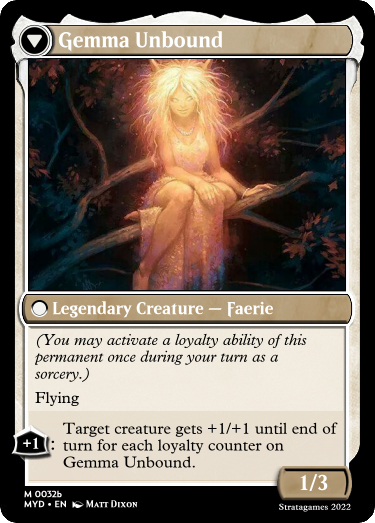 Gemma Unbound
Legendary Creature — Faerie
(You may activate a loyalty ability of this
permanent once during your turn as a
sorcery.)
Flying
+1: Target creature gets +1/+1 until end of
turn for each loyalty counter on
Gemma Unbound.
1/3
M 0032b
MYD • EN Matt Dixon
Stratagames 2022